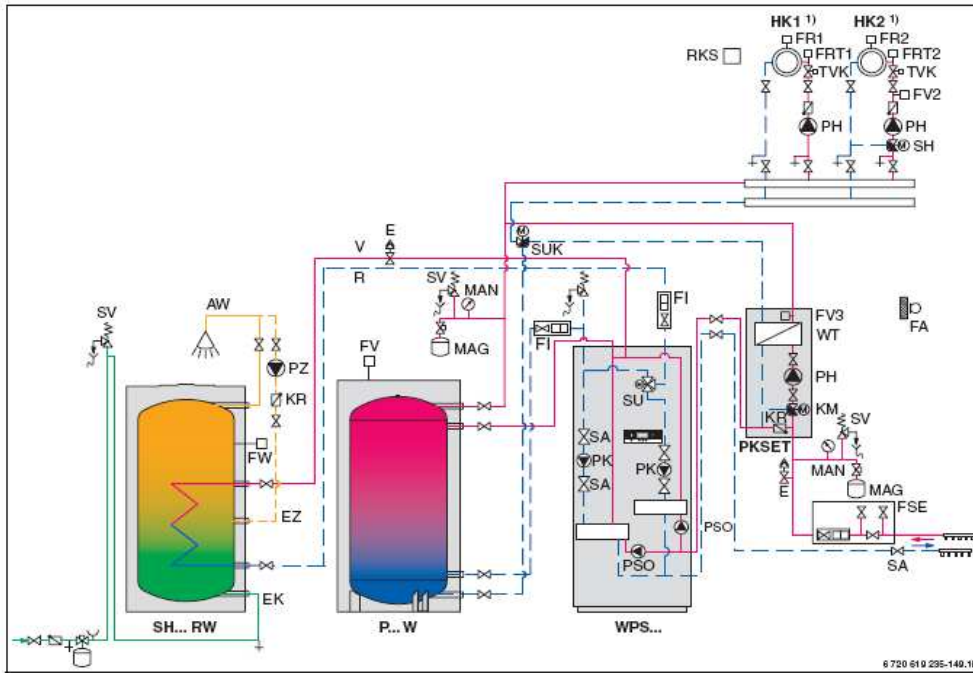 HK1 1) HK2 1)
FR1 FR2
RKS FRT1 FRT2
TVK TVK
FV2
PH PH
M SH
E M
V SUK
R
SV SV MAN FI
AW FV3
WT FA
FI
MAG
FV PZ PH
M SU
KR KR KM M SV
SA PKSET
FW PK PK MAN
SA E MAG
EZ PSO FSE
PSO SA
EK
SH... RW P... W WPS...
6 720 619 235-149.1